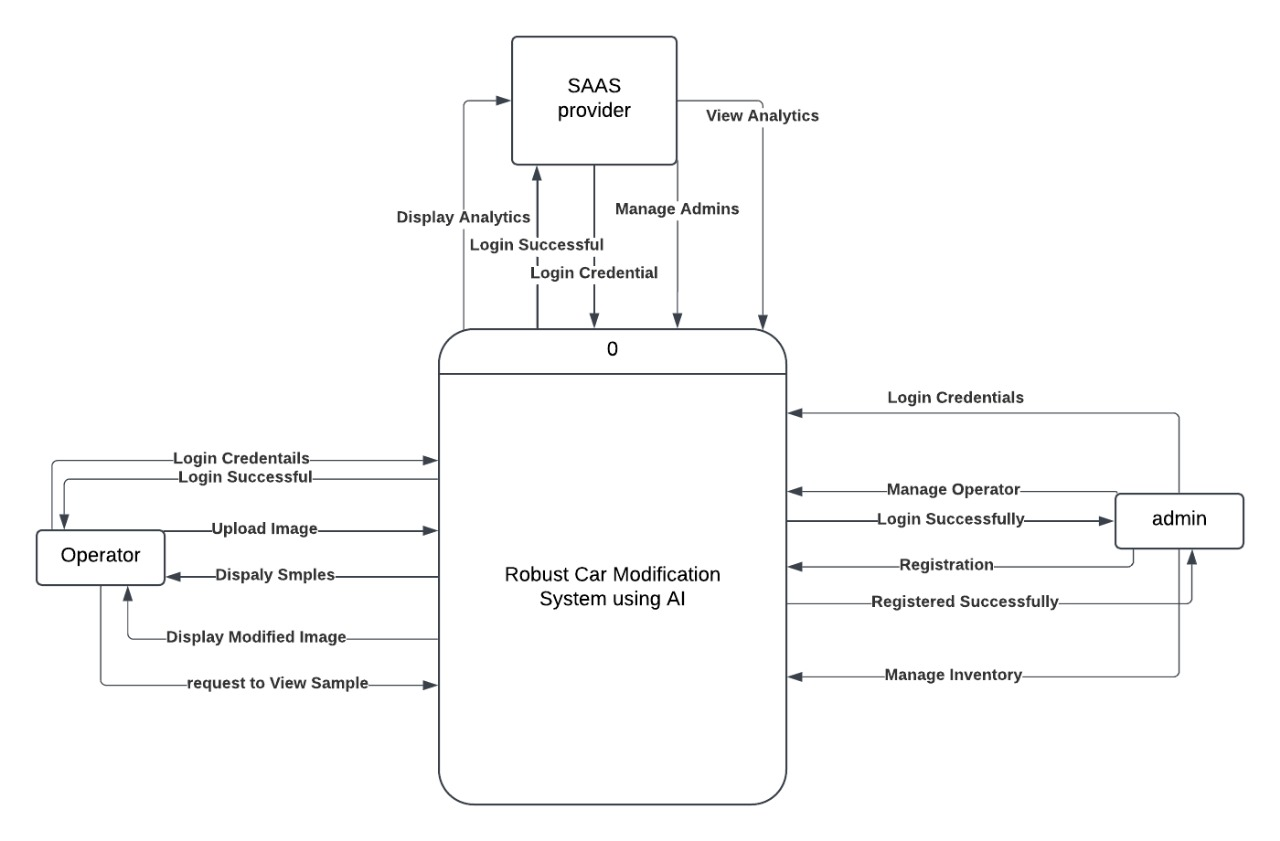 SAAS
provider
View Analytics
Manage Admins
Display Analytics
Login Successful
Login Credential
0
Login Credentials
Login Credentails
Login Successful
Manage Operator
Login Successfully
admin
Upload Image
Operator
Registration
Dispaly Smples
Robust Car Modification
System using AI
Registered Successfully
Display Modified Image
Manage Inventory
request to View Sample